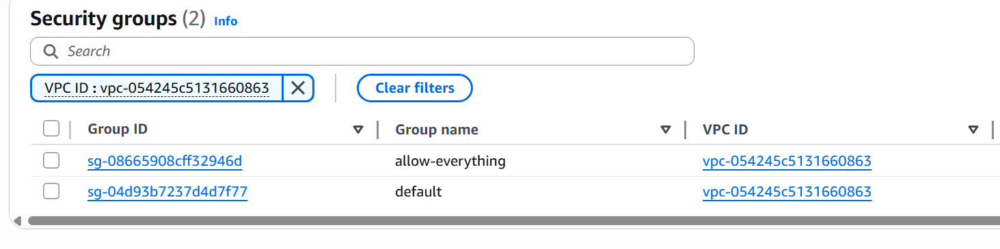 Security groups (2) Info
Search
VPC ID : vpc-054245c5131660863 Clear filters
Group ID Group name VPC ID
sg-08665908cff32946d allow-everything vpc-054245c5131660863
sg-04d93b7237d4d7f77 default vpc-054245c5131660863